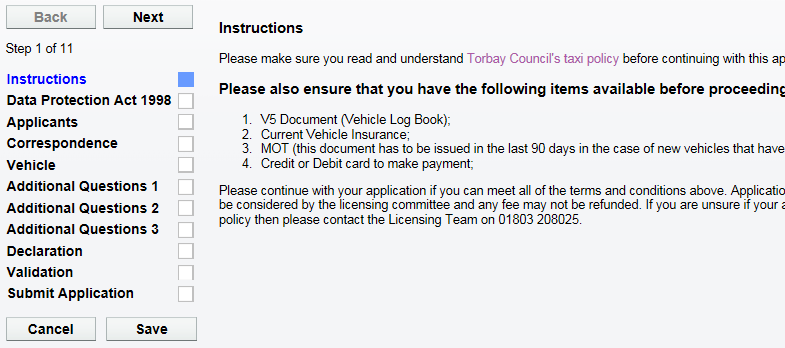 Back Next
Step 1 of 11
Instructions
Data Protection Act 1998
Applicants
Correspondence
Vehicle
Additional Questions 1
Additional Questions 2
Additional Questions 3
Declaration
Validation
Submit Application
Cancel Save
Instructions
Please make sure you read and understand Torbay Council's taxi policy before continuing with this ap
Please also ensure that you have the following items available before proceeding
1. V5 Document (Vehicle Log Book);
2. Current Vehicle Insurance;
3. MOT (this document has to be issued in the last 90 days in the case of new vehicles that have
4. Credit or Debit card to make payment;
Please continue with your application if you can meet all of the terms and conditions above. Applicatio
be considered by the licensing committee and any fee may not be refunded. If you are unsure if your a
policy then please contact the Licensing Team on 01803 208025.